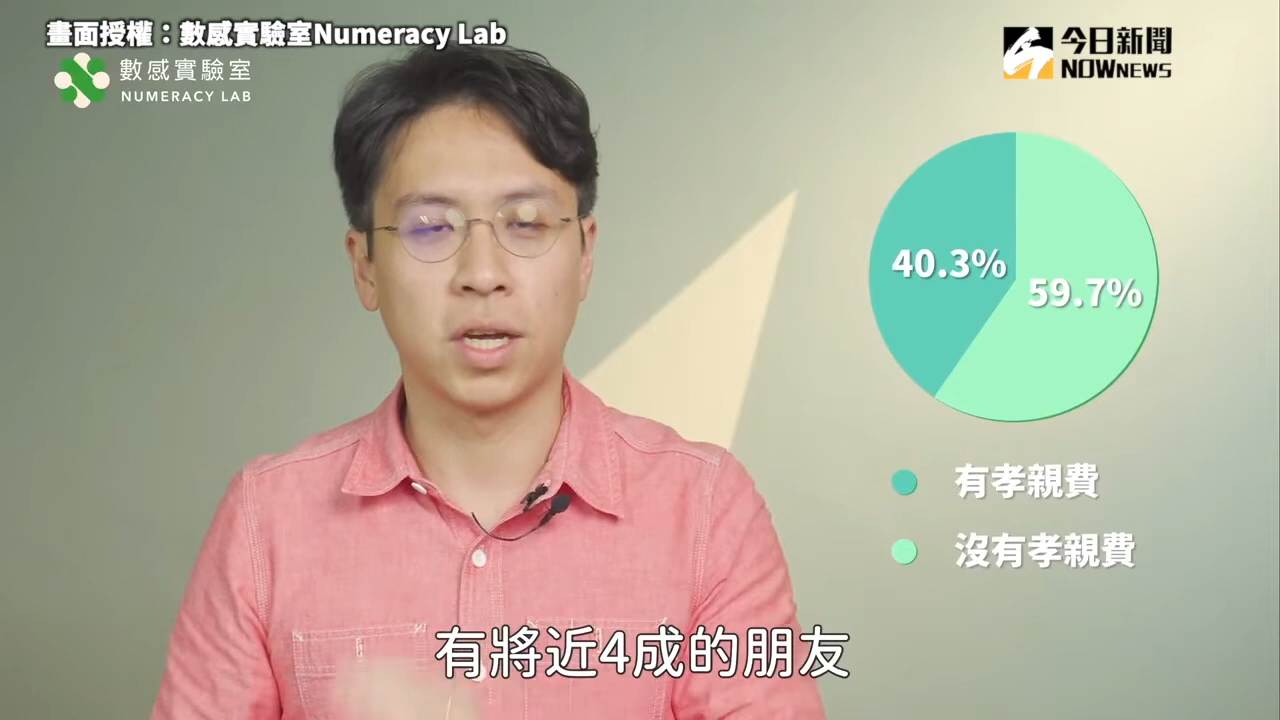 畫面授權：數感實驗室Numeracy Lab
數感實驗室
NUMERACY LAB
今日新聞
NOWNEWS
40.3%
59.7%
有孝親費
沒有孝親費
有將近4成的朋友